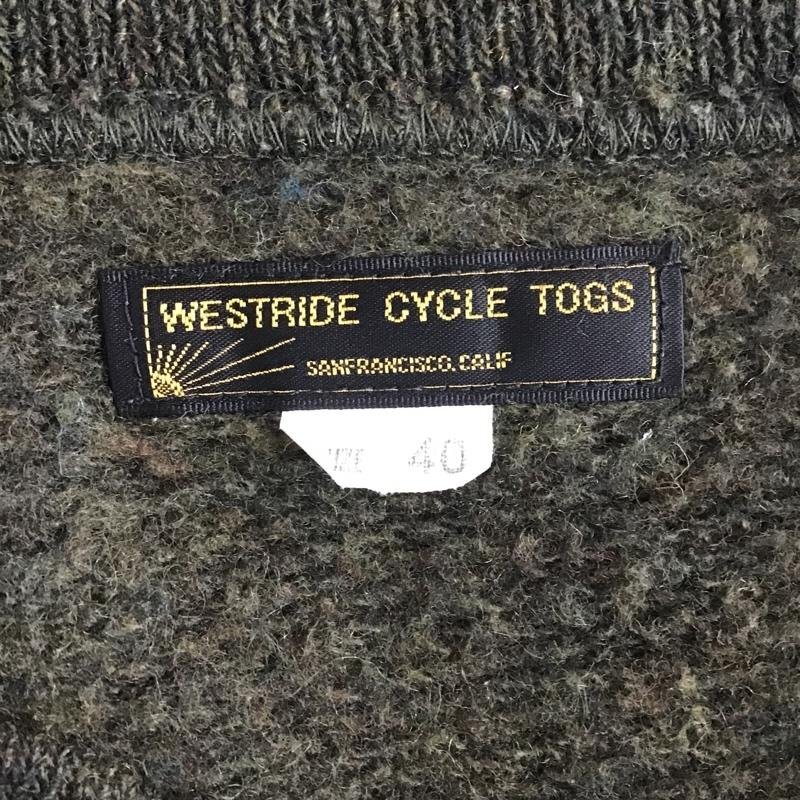 WESTRIDE CYCLE TOGS
SANFRANCISCO.CALIF
40